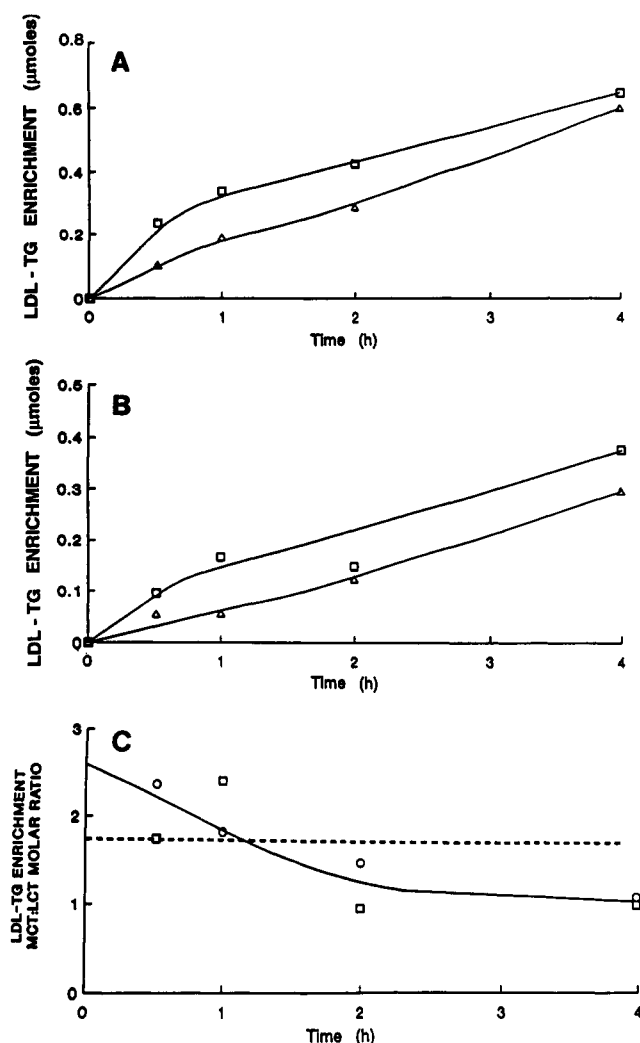 A
LDL - TG ENRICHMENT (μmoles)
0.8
0.6
0.4
0.2
0
0 1 2 3 4
Time (h)
B
LDL - TG ENRICHMENT (μmoles)
0.5
0.4
0.3
0.2
0.1
0
0 1 2 3 4
Time (h)
C
LDL-TG ENRICHMENT
MCT:LCT MOLAR RATIO
3
2
1
0
0 1 2 3 4
Time (h)